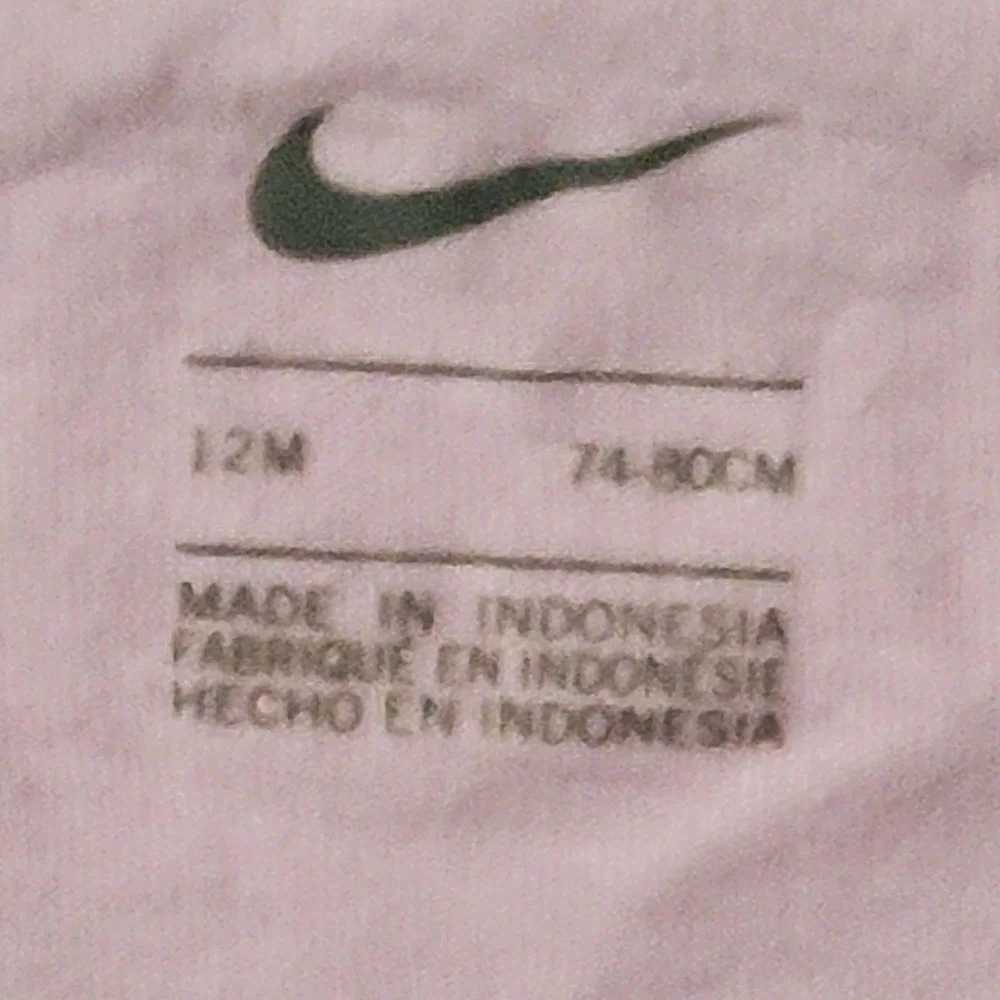 12M 74-80CM
MADE IN INDONESIA
FABRIQUE EN INDONESIE
HECHO EN INDONESIA